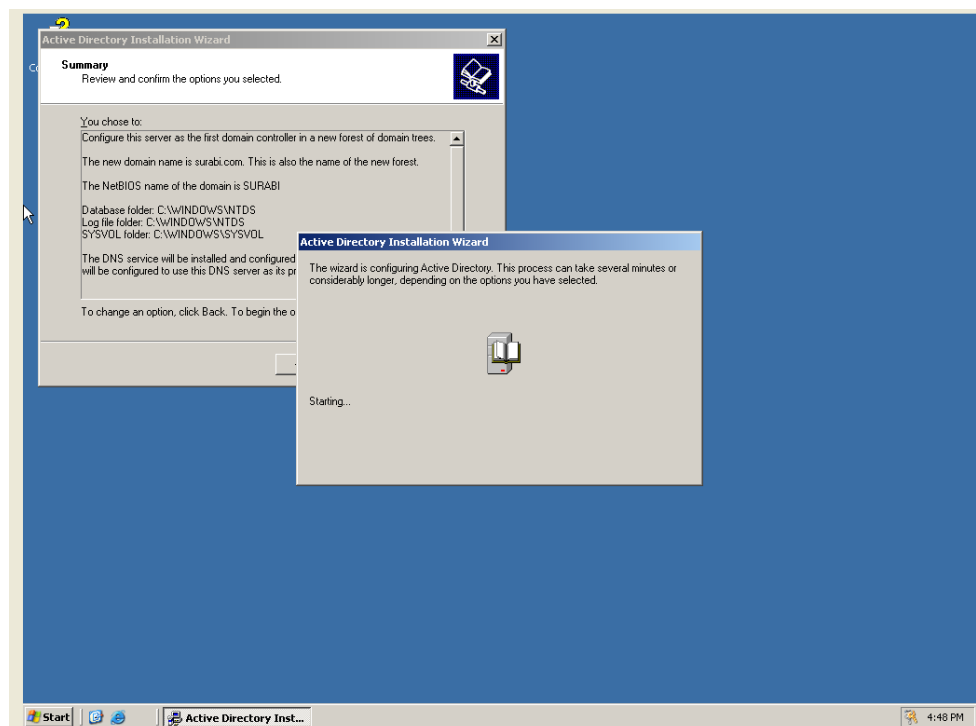 Active Directory Installation Wizard
Summary
Review and confirm the options you selected.
You chose to:
Configure this server as the first domain controller in a new forest of domain trees.
The new domain name is surabi.com. This is also the name of the new forest.
The NetBIOS name of the domain is SURABI
Database folder: C:\WINDOWS\NTDS
Log file folder: C:\WINDOWS\NTDS
SYSVOL folder: C:\WINDOWS\SYSVOL
The DNS service will be installed and configured
will be configured to use this DNS server as its pr
To change an option, click Back. To begin the o
Active Directory Installation Wizard
The wizard is configuring Active Directory. This process can take several minutes or
considerably longer, depending on the options you have selected.
Starting...
Start
Active Directory Inst...
4:48 PM